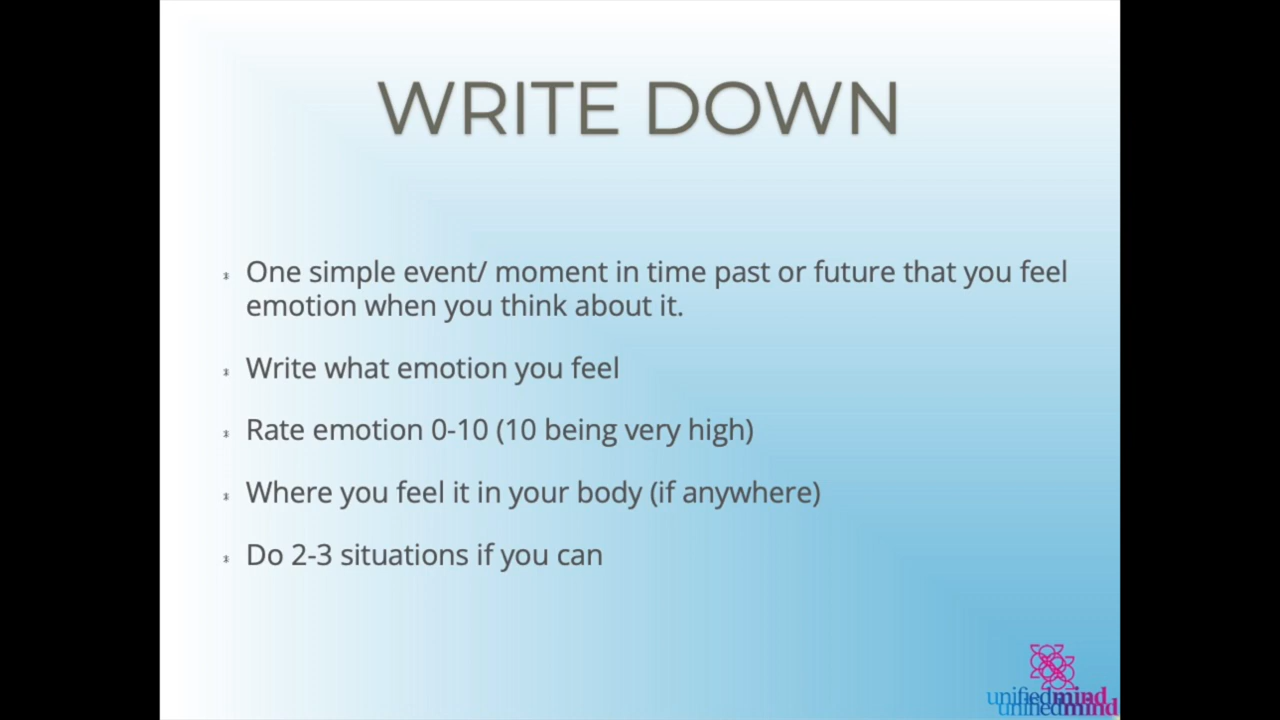 WRITE DOWN
One simple event/ moment in time past or future that you feel
emotion when you think about it.
Write what emotion you feel
Rate emotion 0-10 (10 being very high)
Where you feel it in your body (if anywhere)
Do 2-3 situations if you can
unifiedmind
unifiedmind